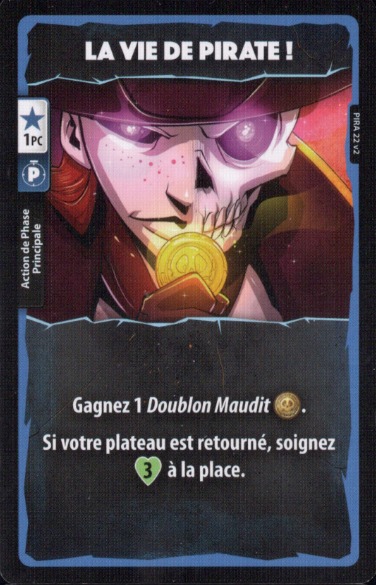 LA VIE DE PIRATE !
1PC
P
Action de Phase
Principale
PIRA 22 v2
Gagnez 1 Doublon Maudit .
Si votre plateau est retourné, soignez
3 à la place.